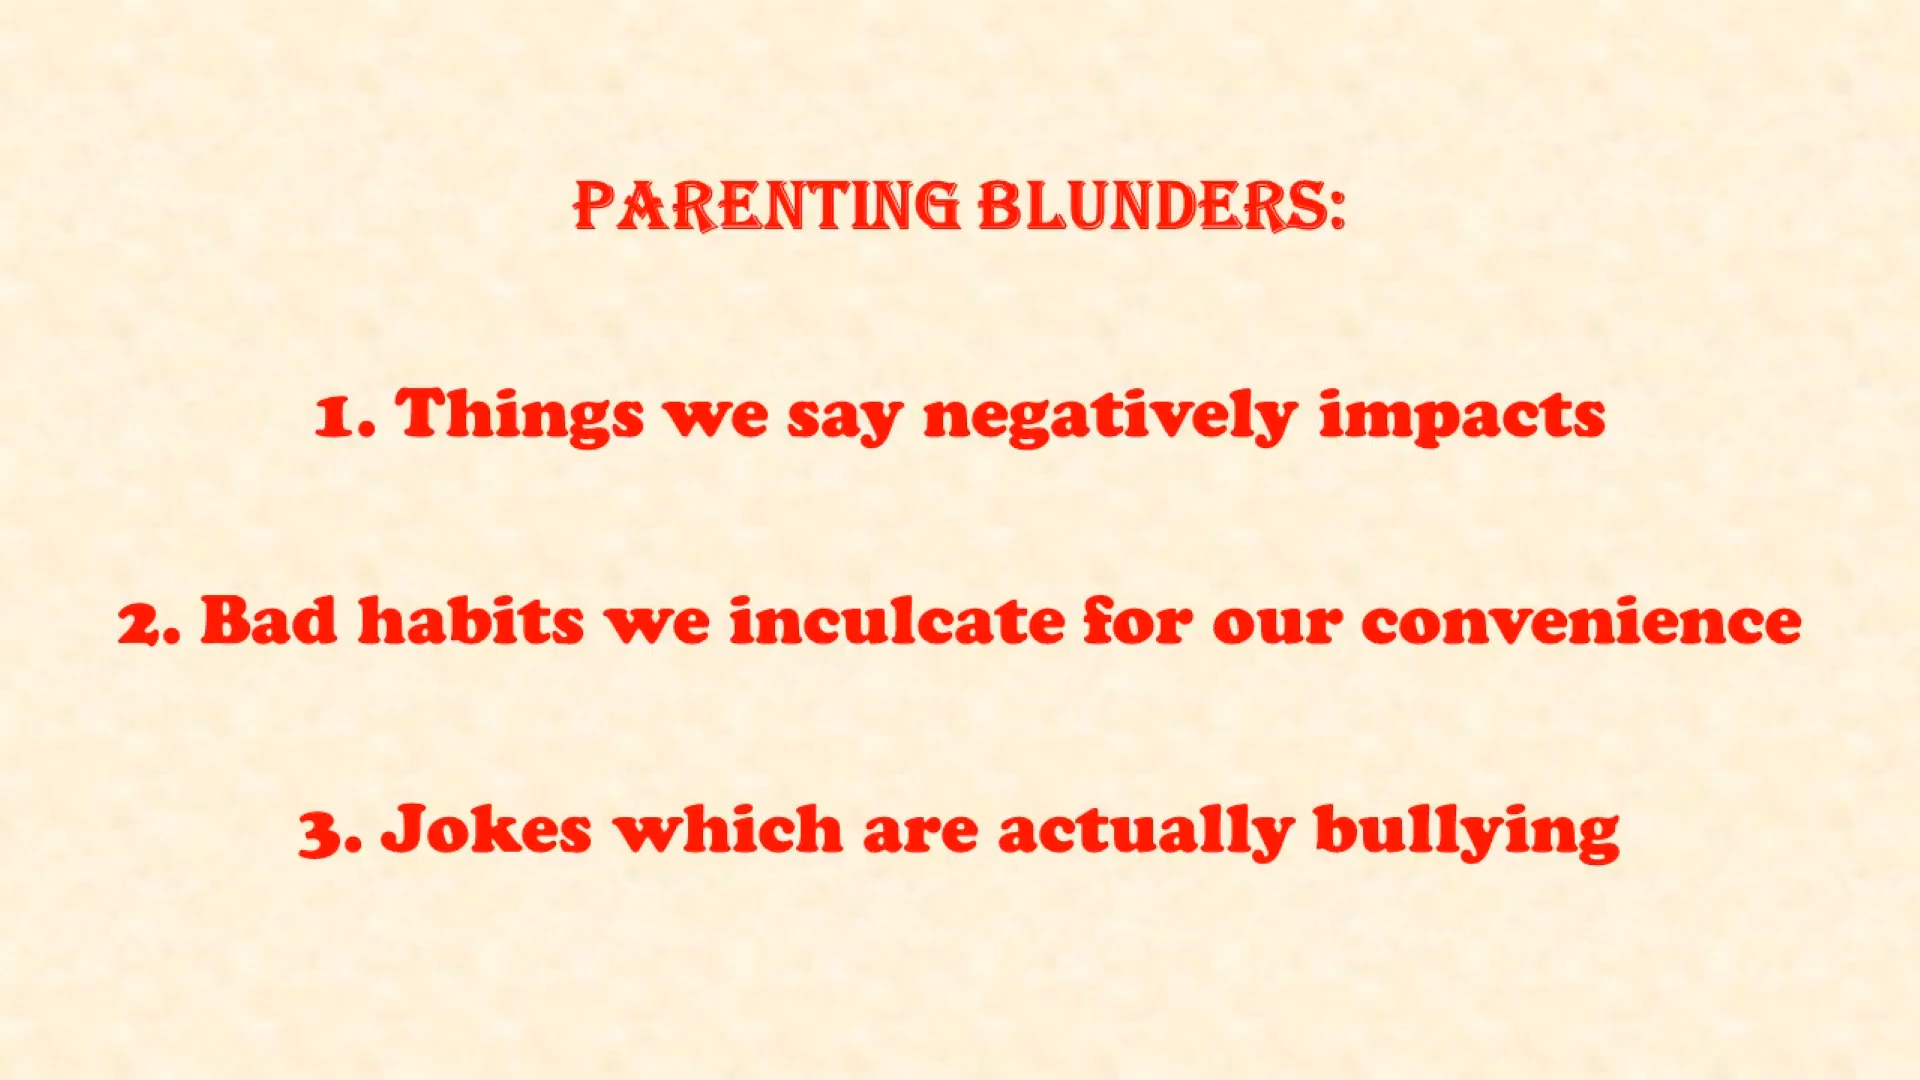 PARENTING BLUNDERS:
1. Things we say negatively impacts
2. Bad habits we inculcate for our convenience
3. Jokes which are actually bullying